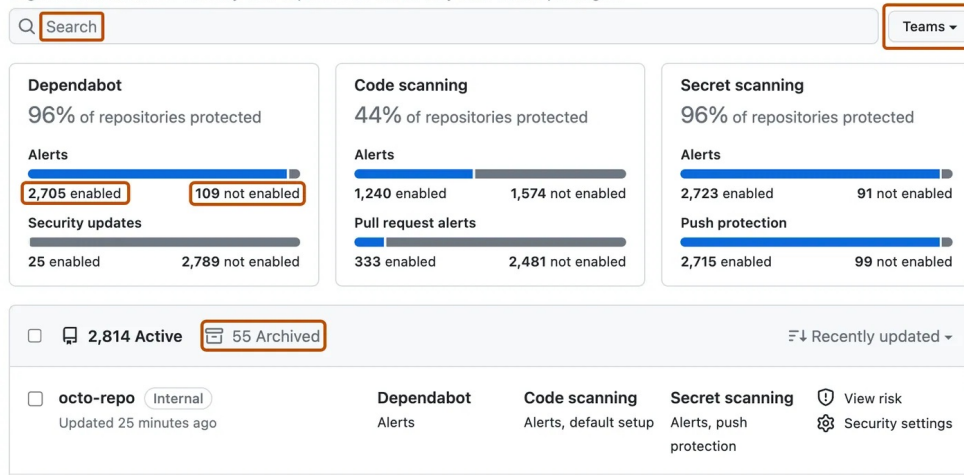 Search
Teams
Dependabot
96% of repositories protected
Alerts
2,705 enabled 109 not enabled
Security updates
25 enabled 2,789 not enabled
Code scanning
44% of repositories protected
Alerts
1,240 enabled 1,574 not enabled
Pull request alerts
333 enabled 2,481 not enabled
Secret scanning
96% of repositories protected
Alerts
2,723 enabled 91 not enabled
Push protection
2,715 enabled 99 not enabled
2,814 Active 55 Archived Recently updated
octo-repo Internal
Updated 25 minutes ago
Dependabot
Alerts
Code scanning
Alerts, default setup
Secret scanning
Alerts, push
protection
View risk
Security settings